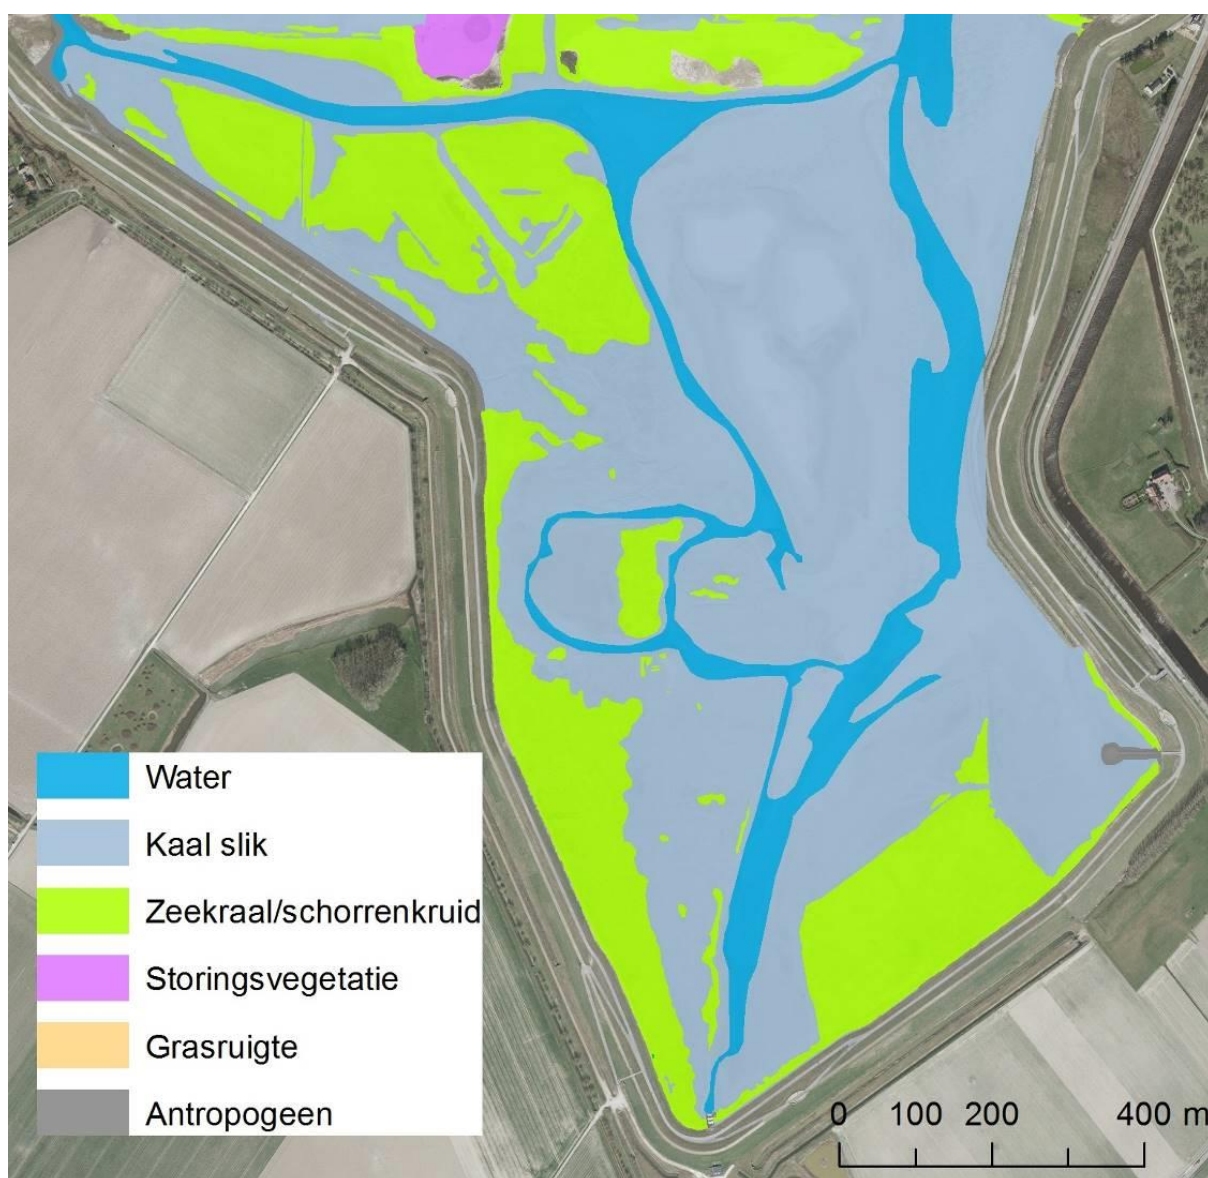 Water
Kaal slik
Zeekraal/schorrenkruid
Storingsvegetatie
Grasruigte
Antropogeen
0 100 200 400 m